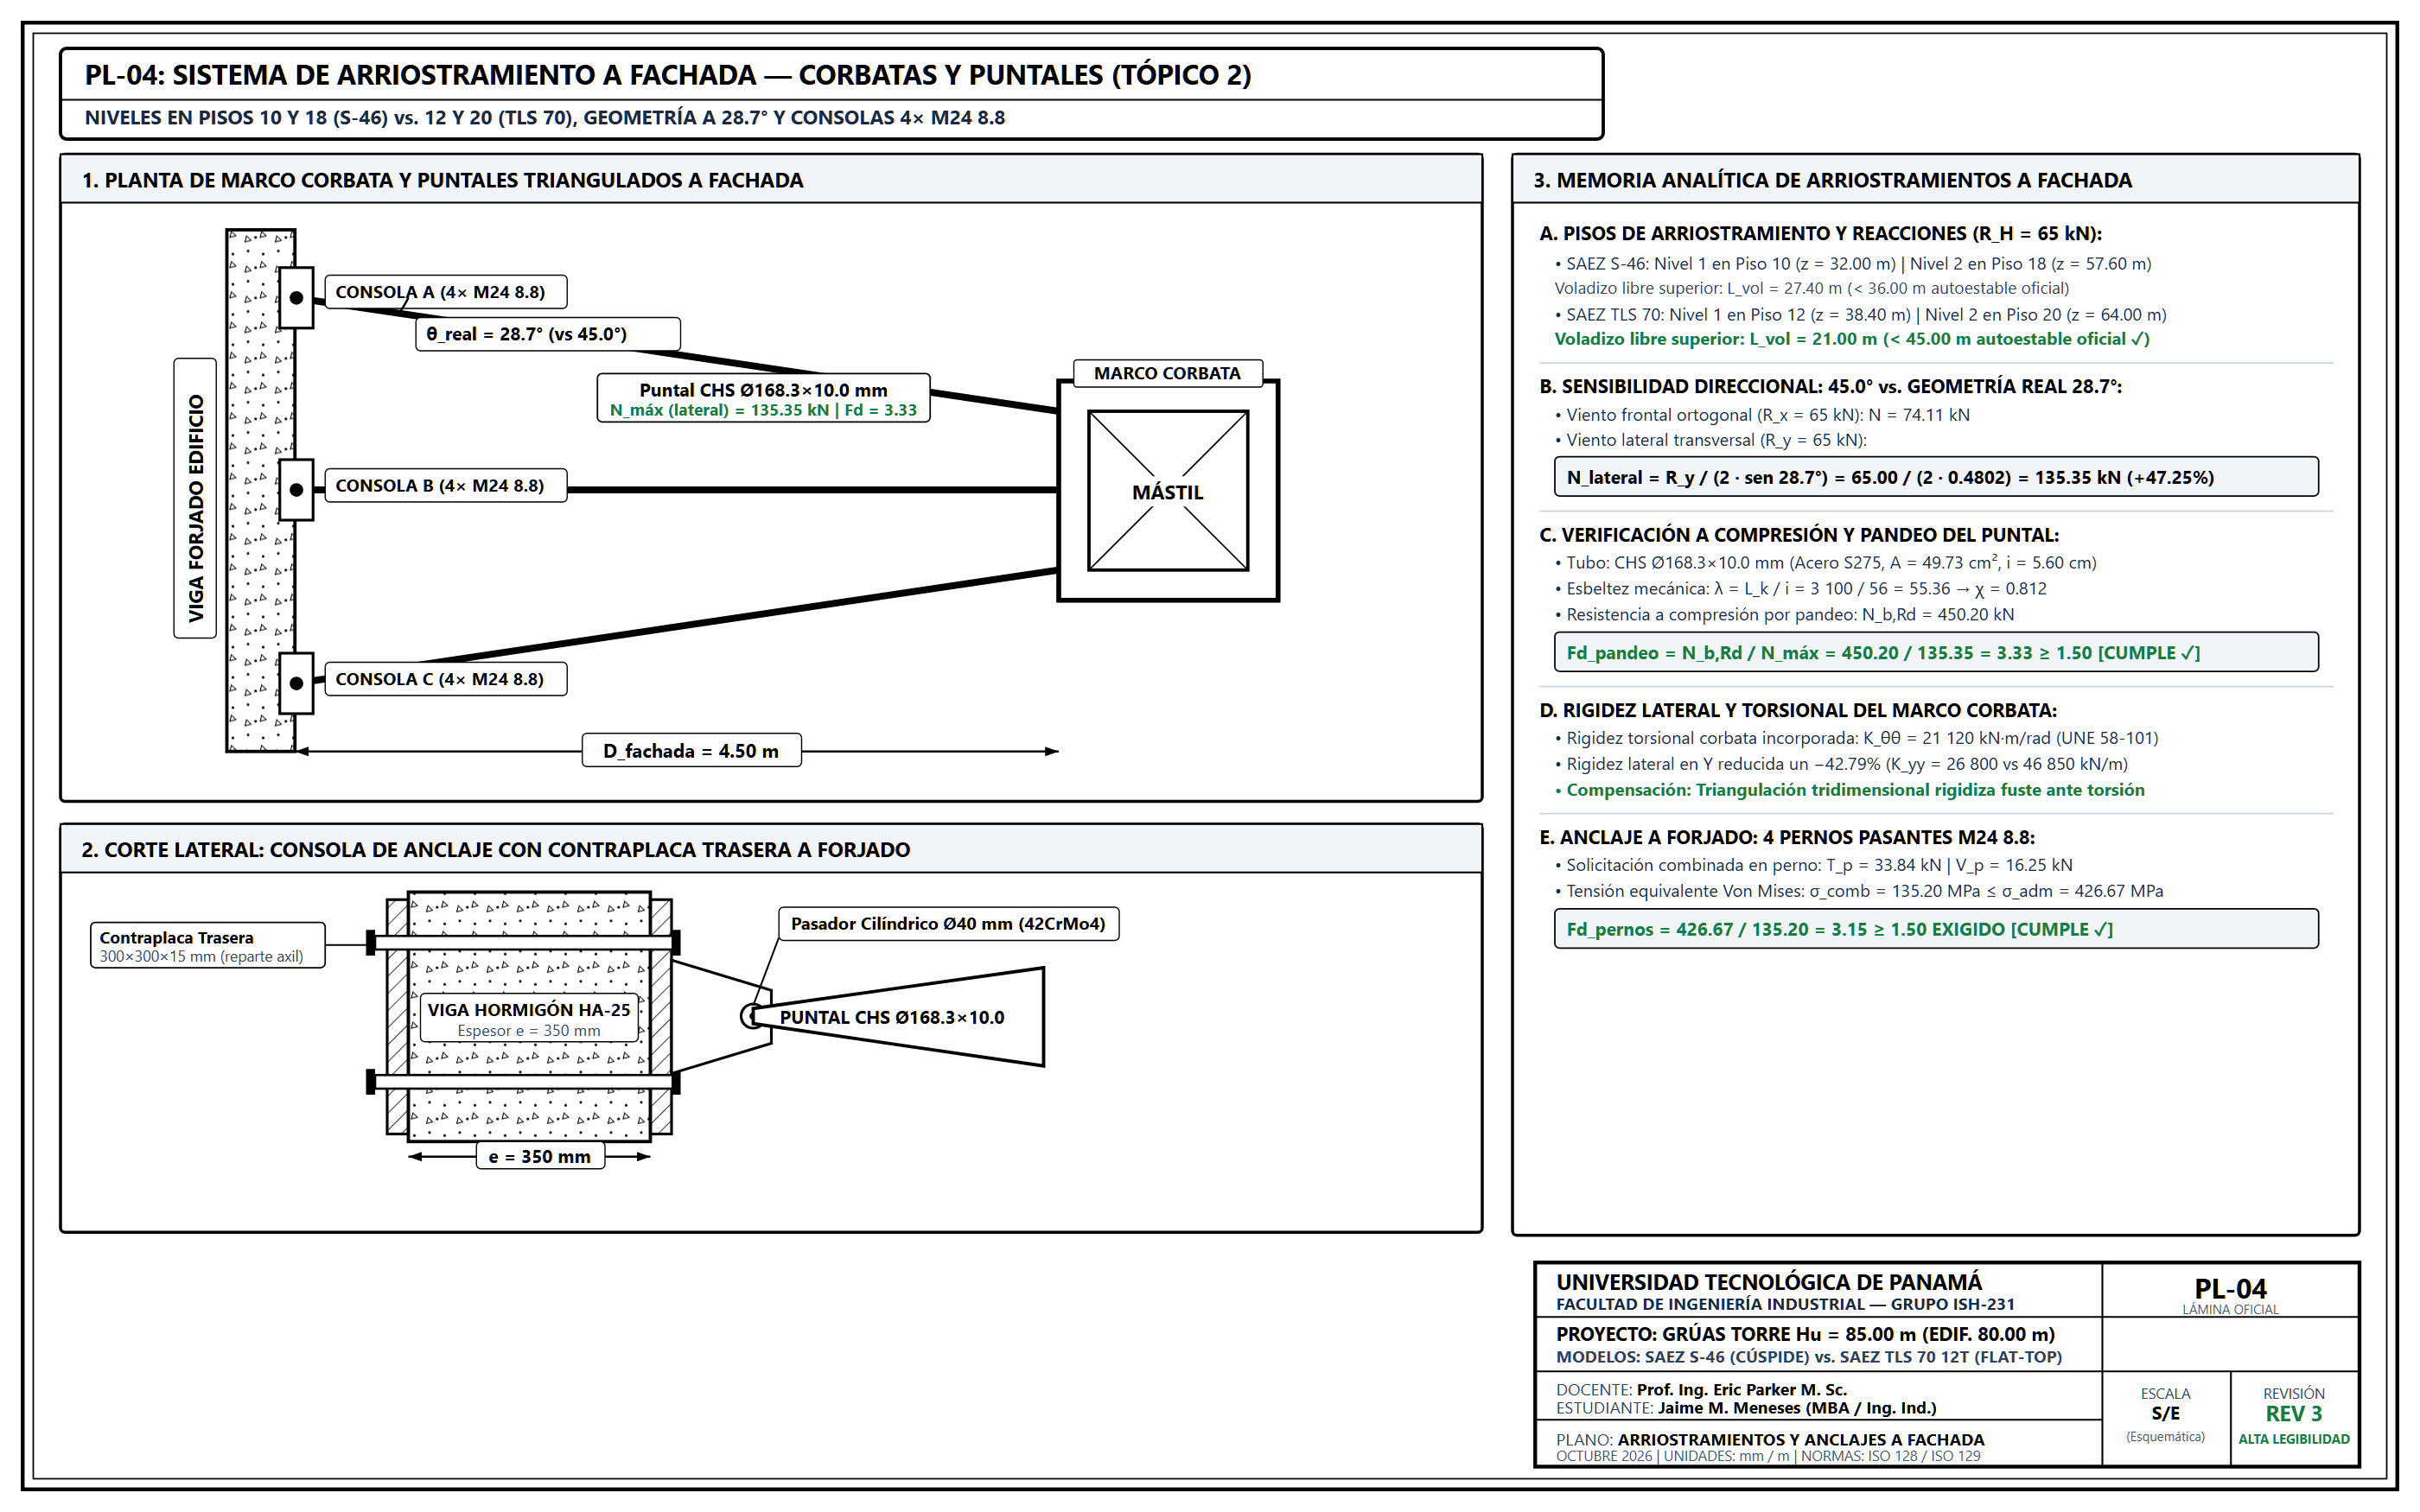 PL-04: SISTEMA DE ARRIOSTRAMIENTO A FACHADA — CORBATAS Y PUNTALES (TÓPICO 2)
NIVELES EN PISOS 10 Y 18 (S-46) vs. 12 Y 20 (TLS 70), GEOMETRÍA A 28.7° Y CONSOLAS 4× M24 8.8
1. PLANTA DE MARCO CORBATA Y PUNTALES TRIANGULADOS A FACHADA
CONSOLA A (4× M24 8.8)
θ_real = 28.7° (vs 45.0°)
Puntal CHS Ø168.3×10.0 mm
N_máx (lateral) = 135.35 kN | Fd = 3.33
MARCO CORBATA
VIGA FORJADO EDIFICIO
CONSOLA B (4× M24 8.8)
MÁSTIL
CONSOLA C (4× M24 8.8)
D_fachada = 4.50 m
2. CORTE LATERAL: CONSOLA DE ANCLAJE CON CONTRAPLACA TRASERA A FORJADO
Contraplaca Trasera
300×300×15 mm (reparte axil)
Pasador Cilíndrico Ø40 mm (42CrMo4)
VIGA HORMIGÓN HA-25
Espesor e = 350 mm
PUNTAL CHS Ø168.3×10.0
e = 350 mm
3. MEMORIA ANALÍTICA DE ARRIOSTRAMIENTOS A FACHADA
A. PISOS DE ARRIOSTRAMIENTO Y REACCIONES (R_H = 65 kN):
• SAEZ S-46: Nivel 1 en Piso 10 (z = 32.00 m) | Nivel 2 en Piso 18 (z = 57.60 m)
Voladizo libre superior: L_vol = 27.40 m (< 36.00 m autoestable oficial)
• SAEZ TLS 70: Nivel 1 en Piso 12 (z = 38.40 m) | Nivel 2 en Piso 20 (z = 64.00 m)
Voladizo libre superior: L_vol = 21.00 m (< 45.00 m autoestable oficial ✓)
B. SENSIBILIDAD DIRECCIONAL: 45.0° vs. GEOMETRÍA REAL 28.7°:
• Viento frontal ortogonal (R_x = 65 kN): N = 74.11 kN
• Viento lateral transversal (R_y = 65 kN):
N_lateral = R_y / (2 · sen 28.7°) = 65.00 / (2 · 0.4802) = 135.35 kN (+47.25%)
C. VERIFICACIÓN A COMPRESIÓN Y PANDEO DEL PUNTAL:
• Tubo: CHS Ø168.3×10.0 mm (Acero S275, A = 49.73 cm², i = 5.60 cm)
• Esbeltez mecánica: λ = L_k / i = 3 100 / 56 = 55.36 → χ = 0.812
• Resistencia a compresión por pandeo: N_b,Rd = 450.20 kN
Fd_pandeo = N_b,Rd / N_máx = 450.20 / 135.35 = 3.33 ≥ 1.50 [CUMPLE ✓]
D. RIGIDEZ LATERAL Y TORSIONAL DEL MARCO CORBATA:
• Rigidez torsional corbata incorporada: K_θθ = 21 120 kN·m/rad (UNE 58-101)
• Rigidez lateral en Y reducida un −42.79% (K_yy = 26 800 vs 46 850 kN/m)
• Compensación: Triangulación tridimensional rigidiza fuste ante torsión
E. ANCLAJE A FORJADO: 4 PERNOS PASANTES M24 8.8:
• Solicitación combinada en perno: T_p = 33.84 kN | V_p = 16.25 kN
• Tensión equivalente Von Mises: σ_comb = 135.20 MPa ≤ σ_adm = 426.67 MPa
Fd_pernos = 426.67 / 135.20 = 3.15 ≥ 1.50 EXIGIDO [CUMPLE ✓]
UNIVERSIDAD TECNOLÓGICA DE PANAMÁ
FACULTAD DE INGENIERÍA INDUSTRIAL — GRUPO ISH-231
PL-04
LÁMINA OFICIAL
PROYECTO: GRÚAS TORRE Hu = 85.00 m (EDIF. 80.00 m)
MODELOS: SAEZ S-46 (CÚSPIDE) vs. SAEZ TLS 70 12T (FLAT-TOP)
DOCENTE: Prof. Ing. Eric Parker M. Sc.
ESTUDIANTE: Jaime M. Meneses (MBA / Ing. Ind.)
ESCALA
S/E
(Esquemática)
REVISIÓN
REV 3
ALTA LEGIBILIDAD
PLANO: ARRIOSTRAMIENTOS Y ANCLAJES A FACHADA
OCTUBRE 2026 | UNIDADES: mm / m | NORMAS: ISO 128 / ISO 129